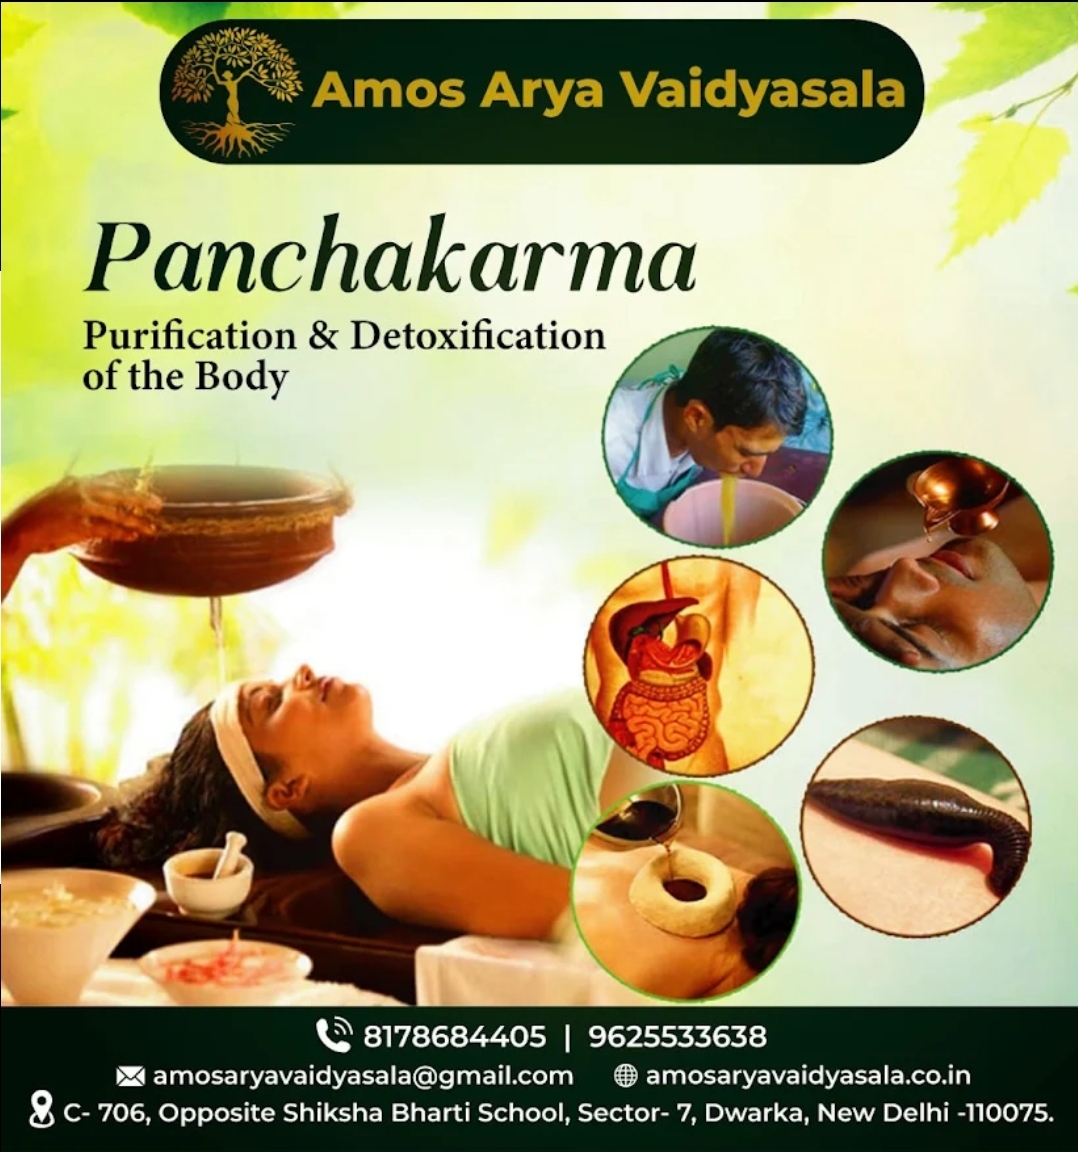 Amos Arya Vaidyasala
Panchakarma
Purification & Detoxification
of the Body
8178684405 | 9625533638
amosaryavaidyasala@gmail.com amosaryavaidyasala.co.in
C- 706, Opposite Shiksha Bharti School, Sector- 7, Dwarka, New Delhi -110075.